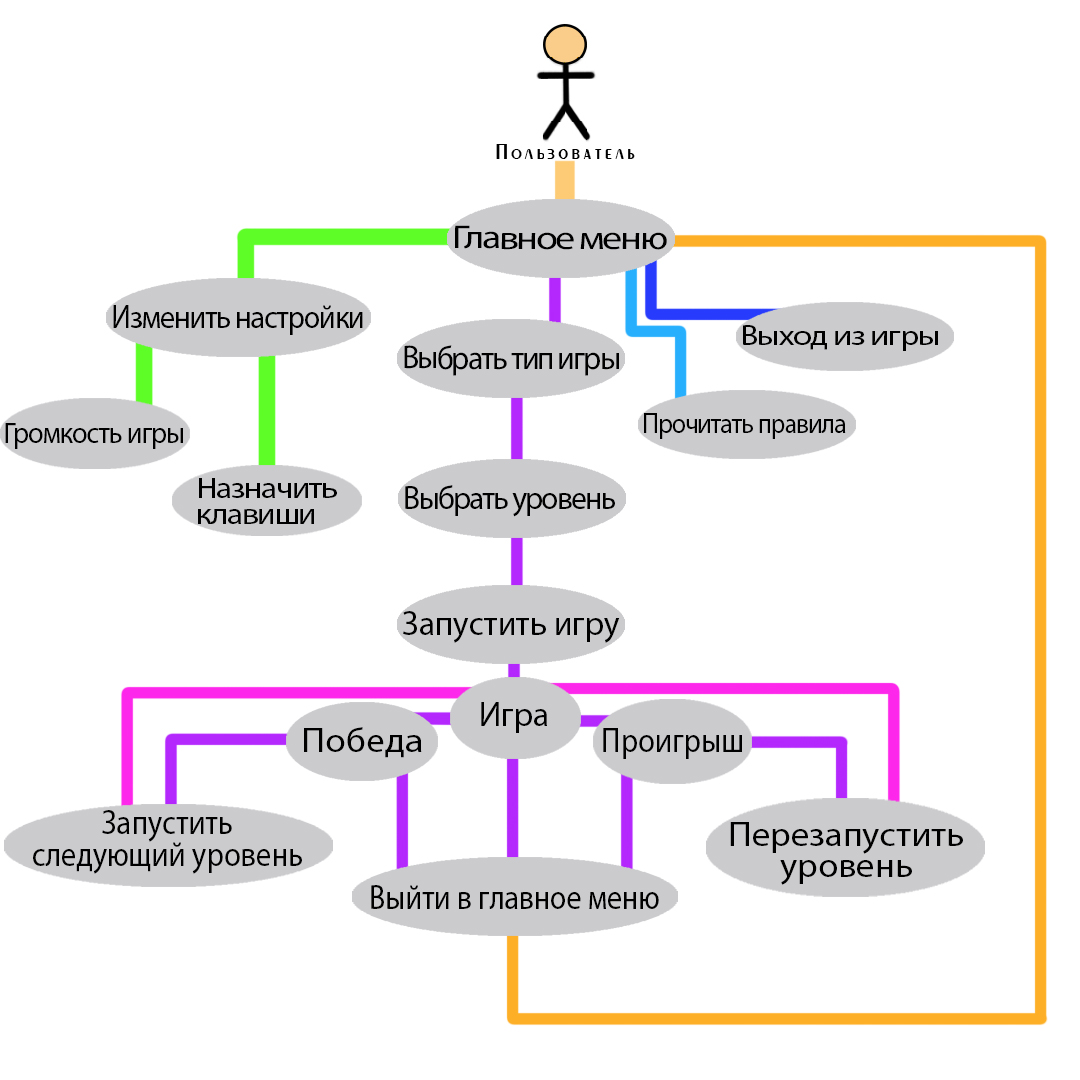 Пользователь
Главное меню
Изменить настройки
Выбрать тип игры
Выход из игры
Громкость игры
Прочитать правила
Назначить
клавиши
Выбрать уровень
Запустить игру
Игра
Победа
Проигрыш
Запустить
следующий уровень
Перезапустить
уровень
Выйти в главное меню